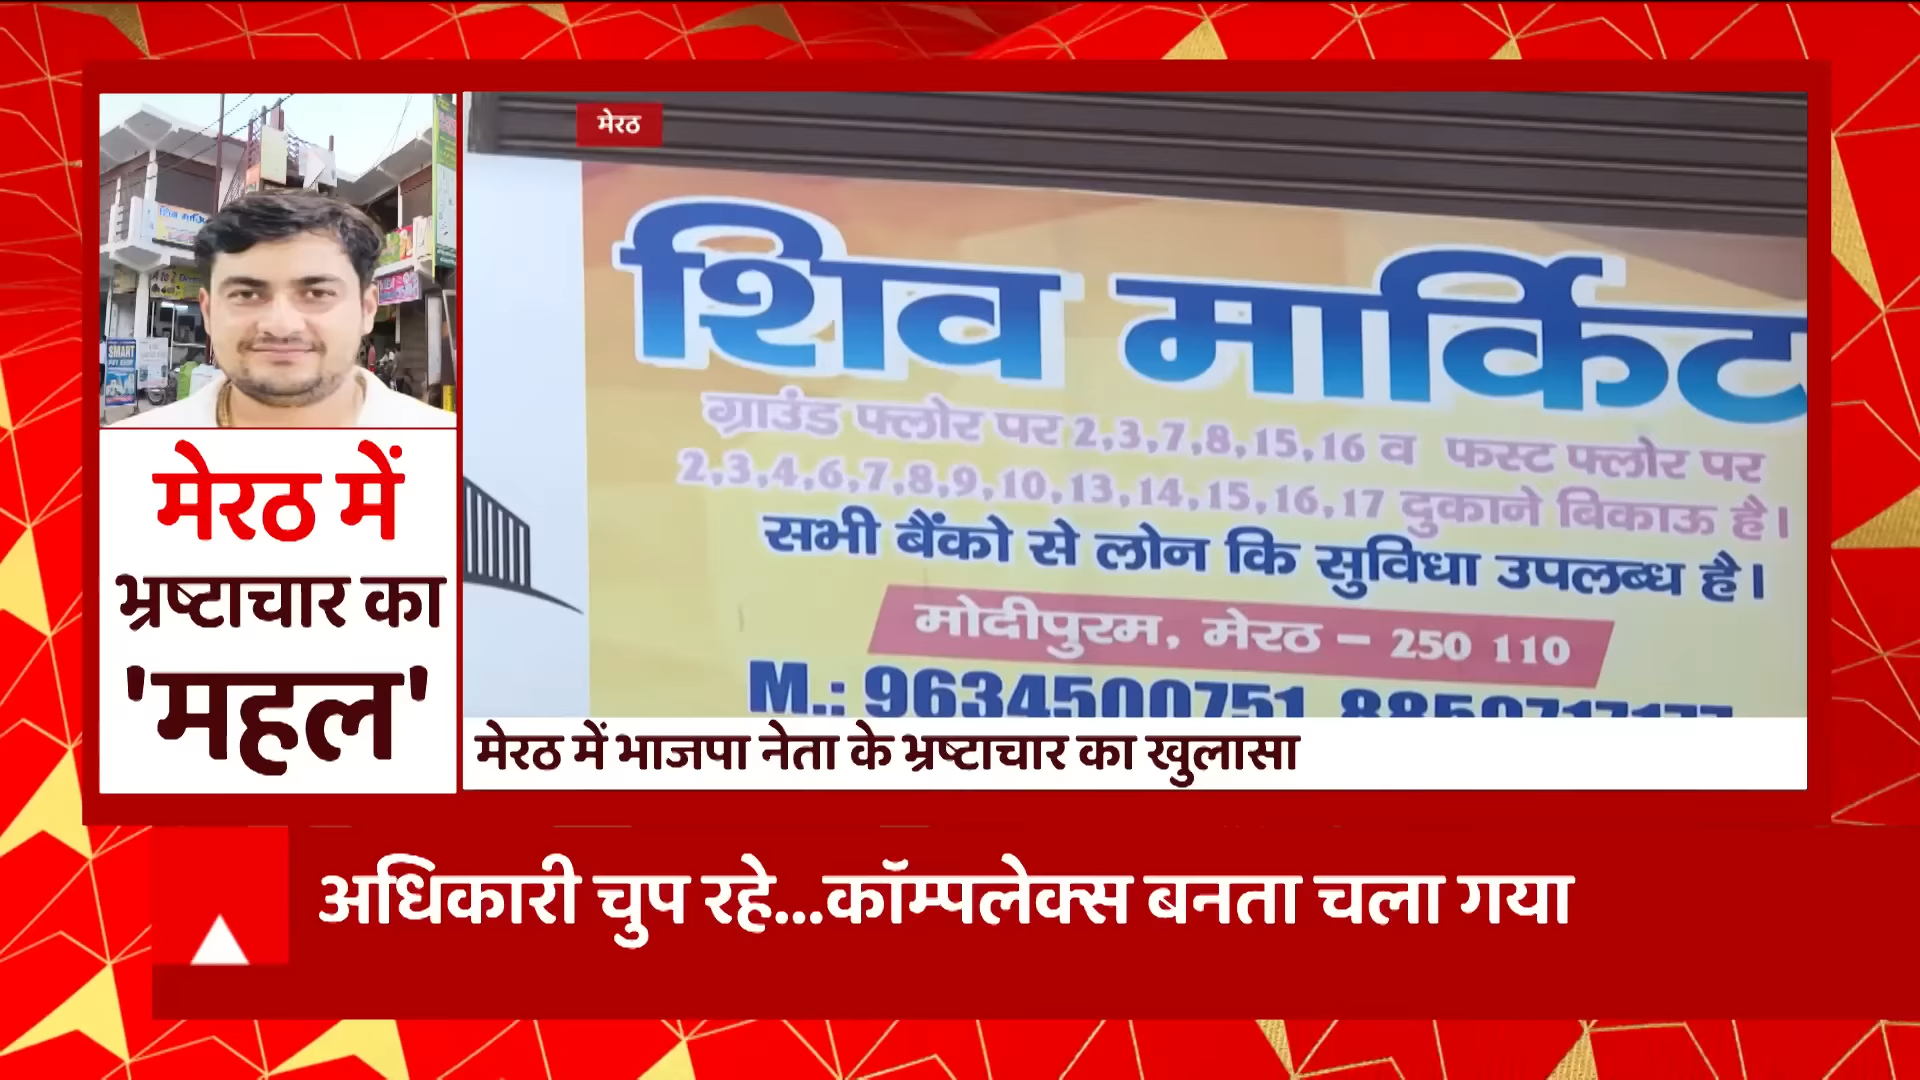 मेरठ
शिव मार्किट
ग्राउंड फ्लोर पर 2,3,7,8,15,16 व फस्ट फ्लोर पर
2,3,4,6,7,8,9,10,13,14,15,16,17 दुकाने बिकाऊ है।
सभी बैंको से लोन कि सुविधा उपलब्ध है।
मोदीपुरम, मेरठ – 250 110
M.: 9634500751
SMART
मेरठ में
भ्रष्टाचार का
'महल'
मेरठ में भाजपा नेता के भ्रष्टाचार का खुलासा
अधिकारी चुप रहे...कॉम्पलेक्स बनता चला गया